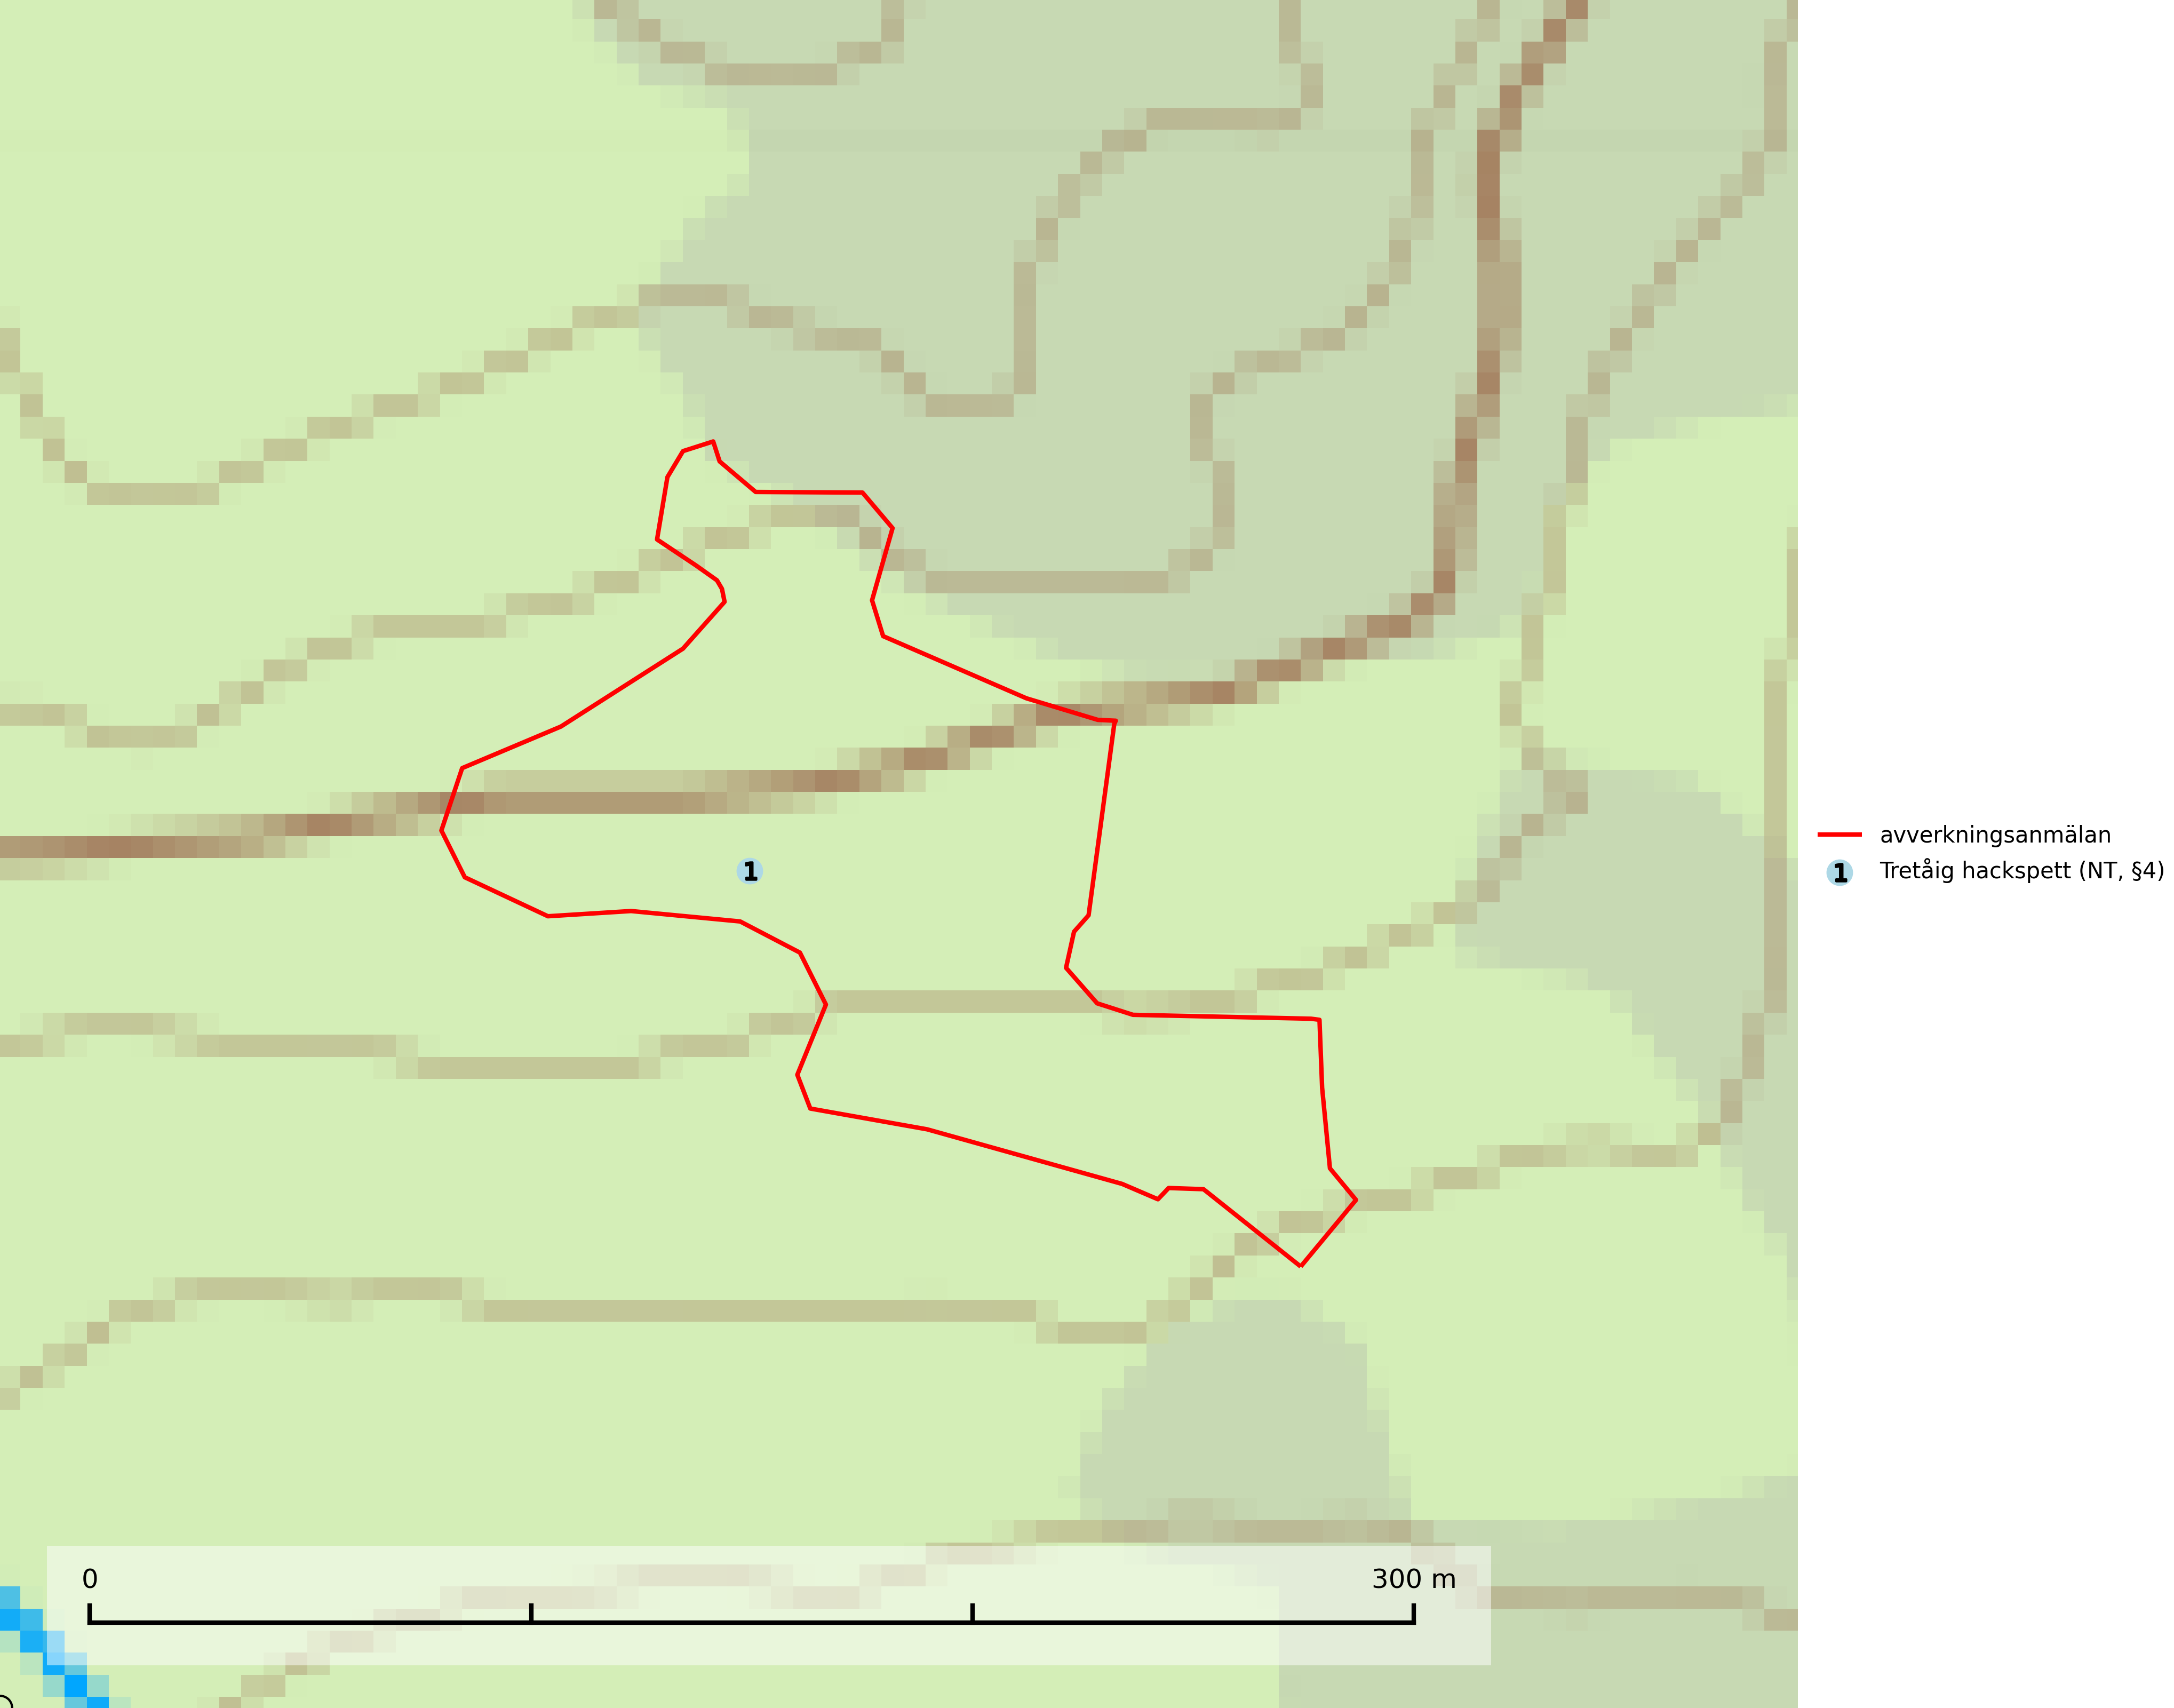 1
avverkningsanmälan
1 Tretåig hackspett (NT, §4)
0 300 m